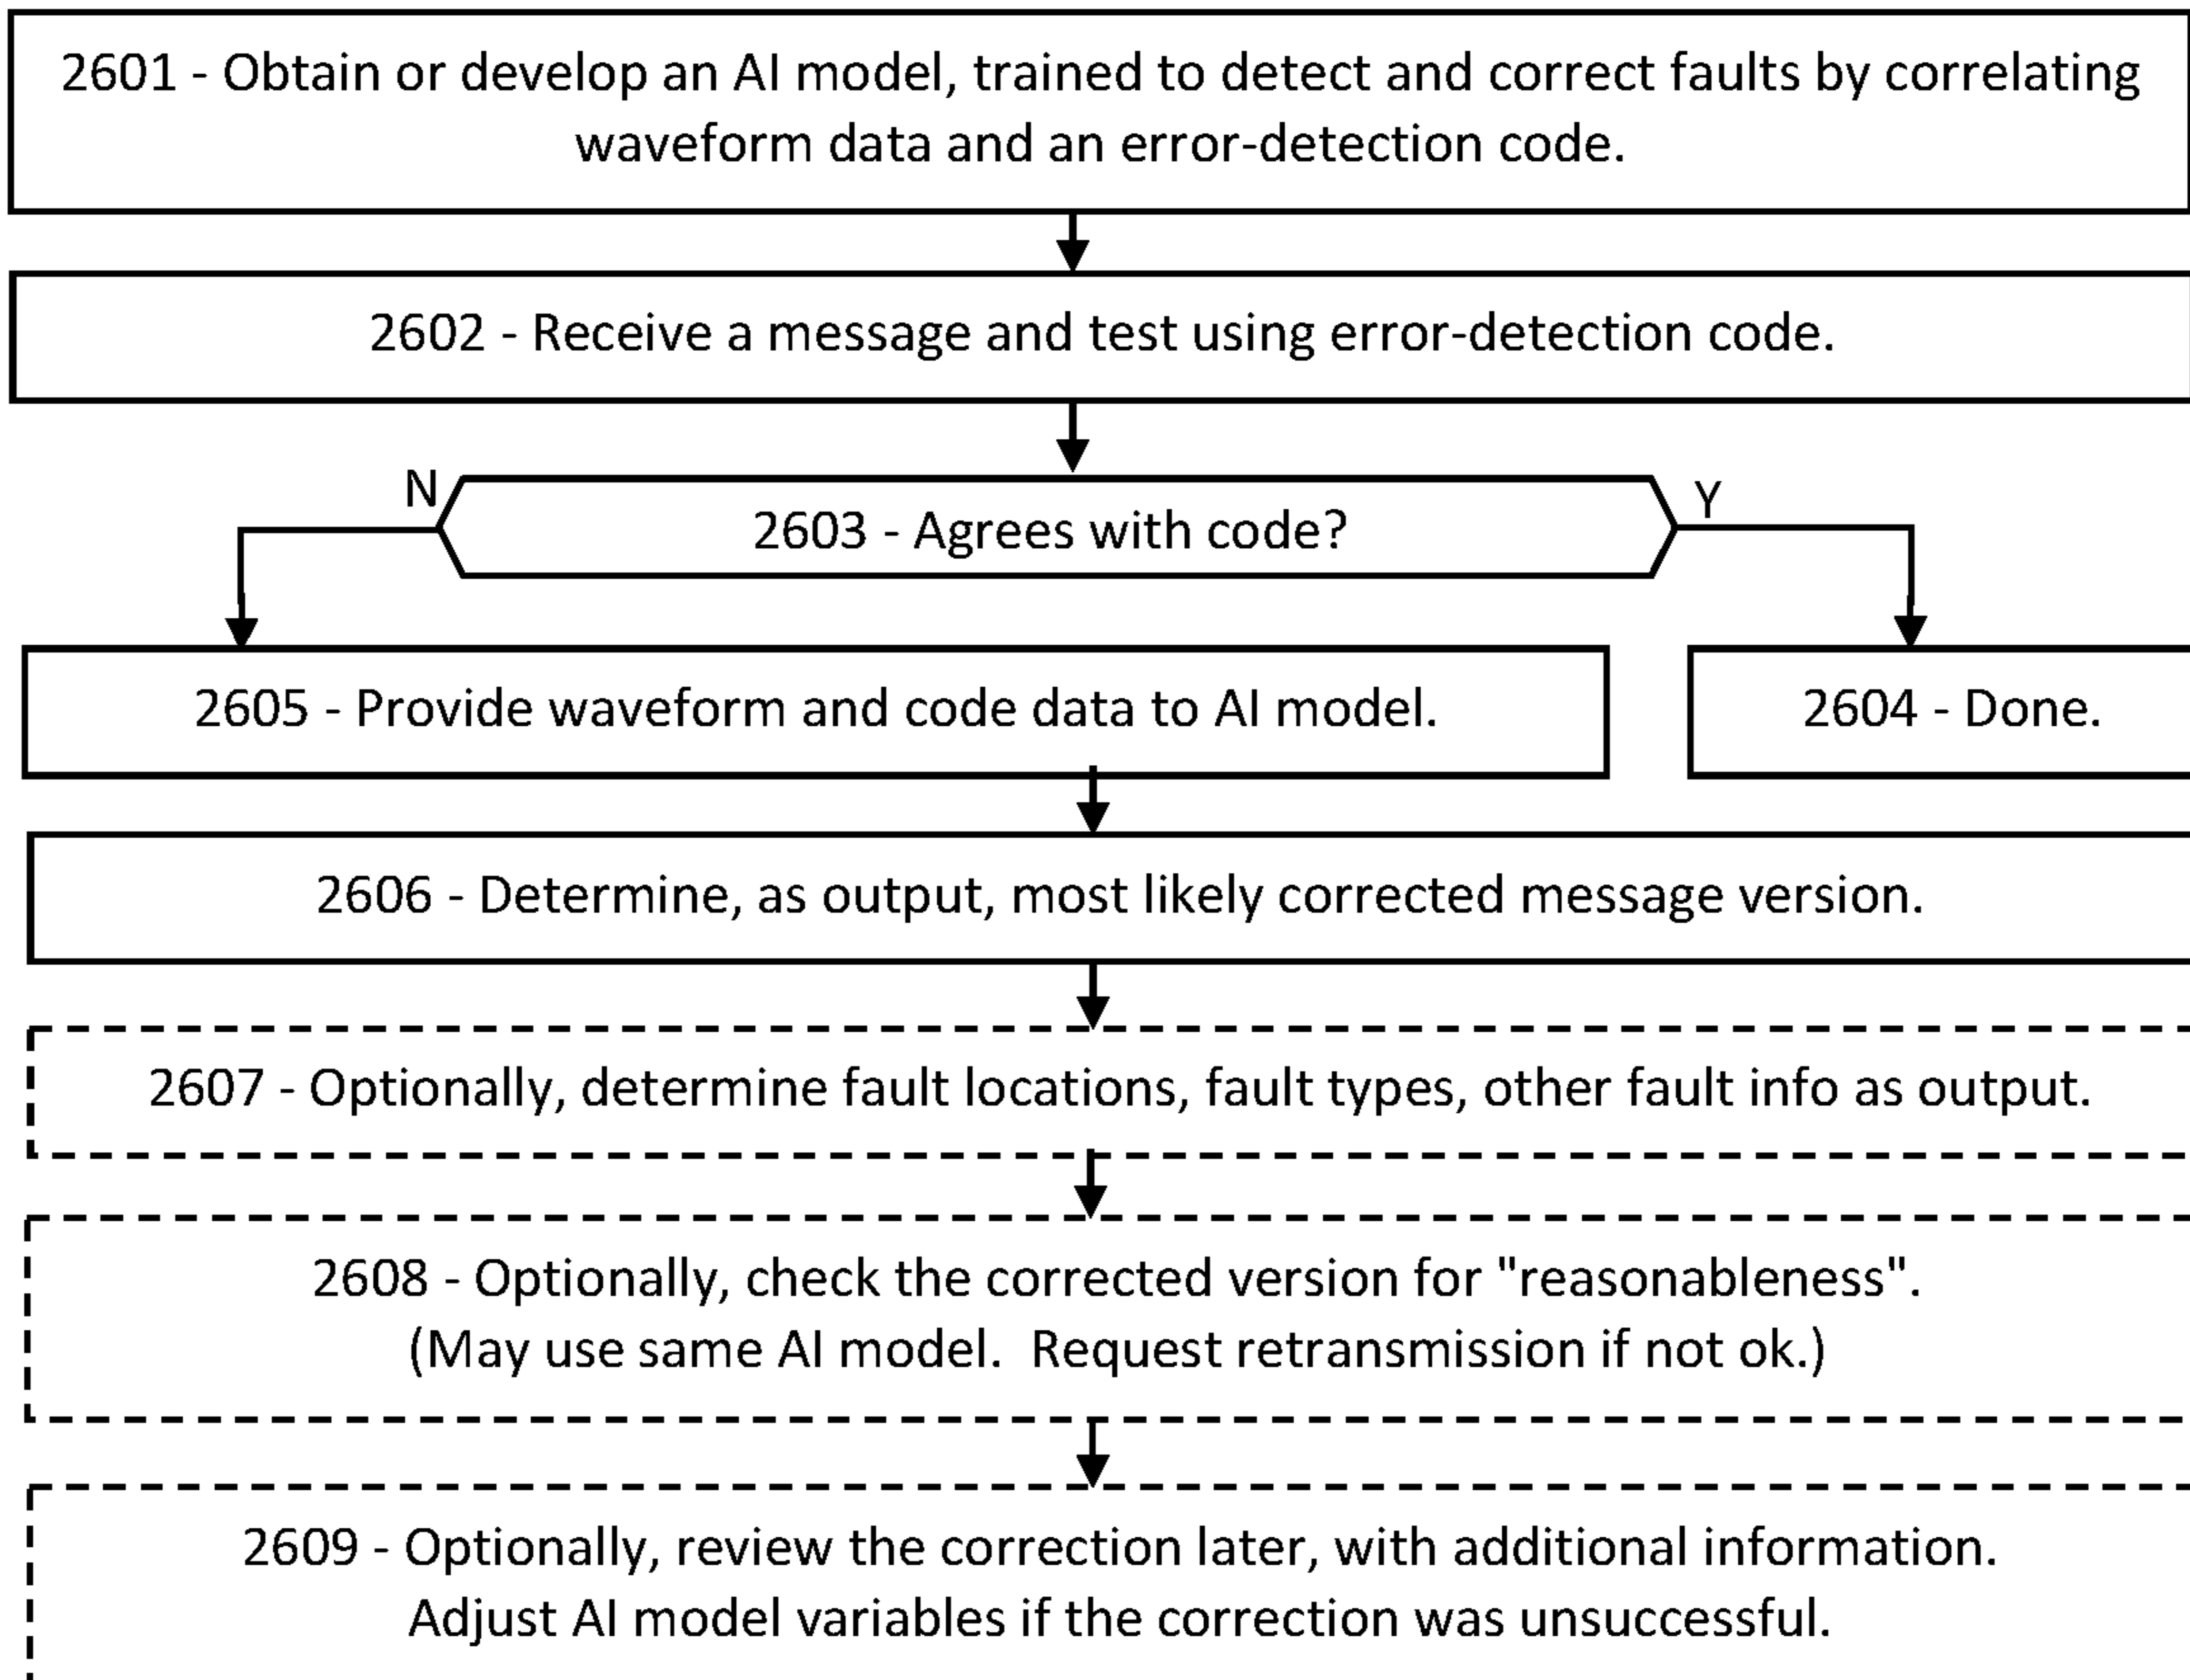 2601 - Obtain or develop an AI model, trained to detect and correct faults by correlating
waveform data and an error-detection code.
2602 - Receive a message and test using error-detection code.
N
2603 - Agrees with code?
Y
2605 - Provide waveform and code data to AI model.
2604 - Done.
2606 - Determine, as output, most likely corrected message version.
2607 - Optionally, determine fault locations, fault types, other fault info as output.
2608 - Optionally, check the corrected version for "reasonableness".
(May use same AI model.  Request retransmission if not ok.)
2609 - Optionally, review the correction later, with additional information.
Adjust AI model variables if the correction was unsuccessful.